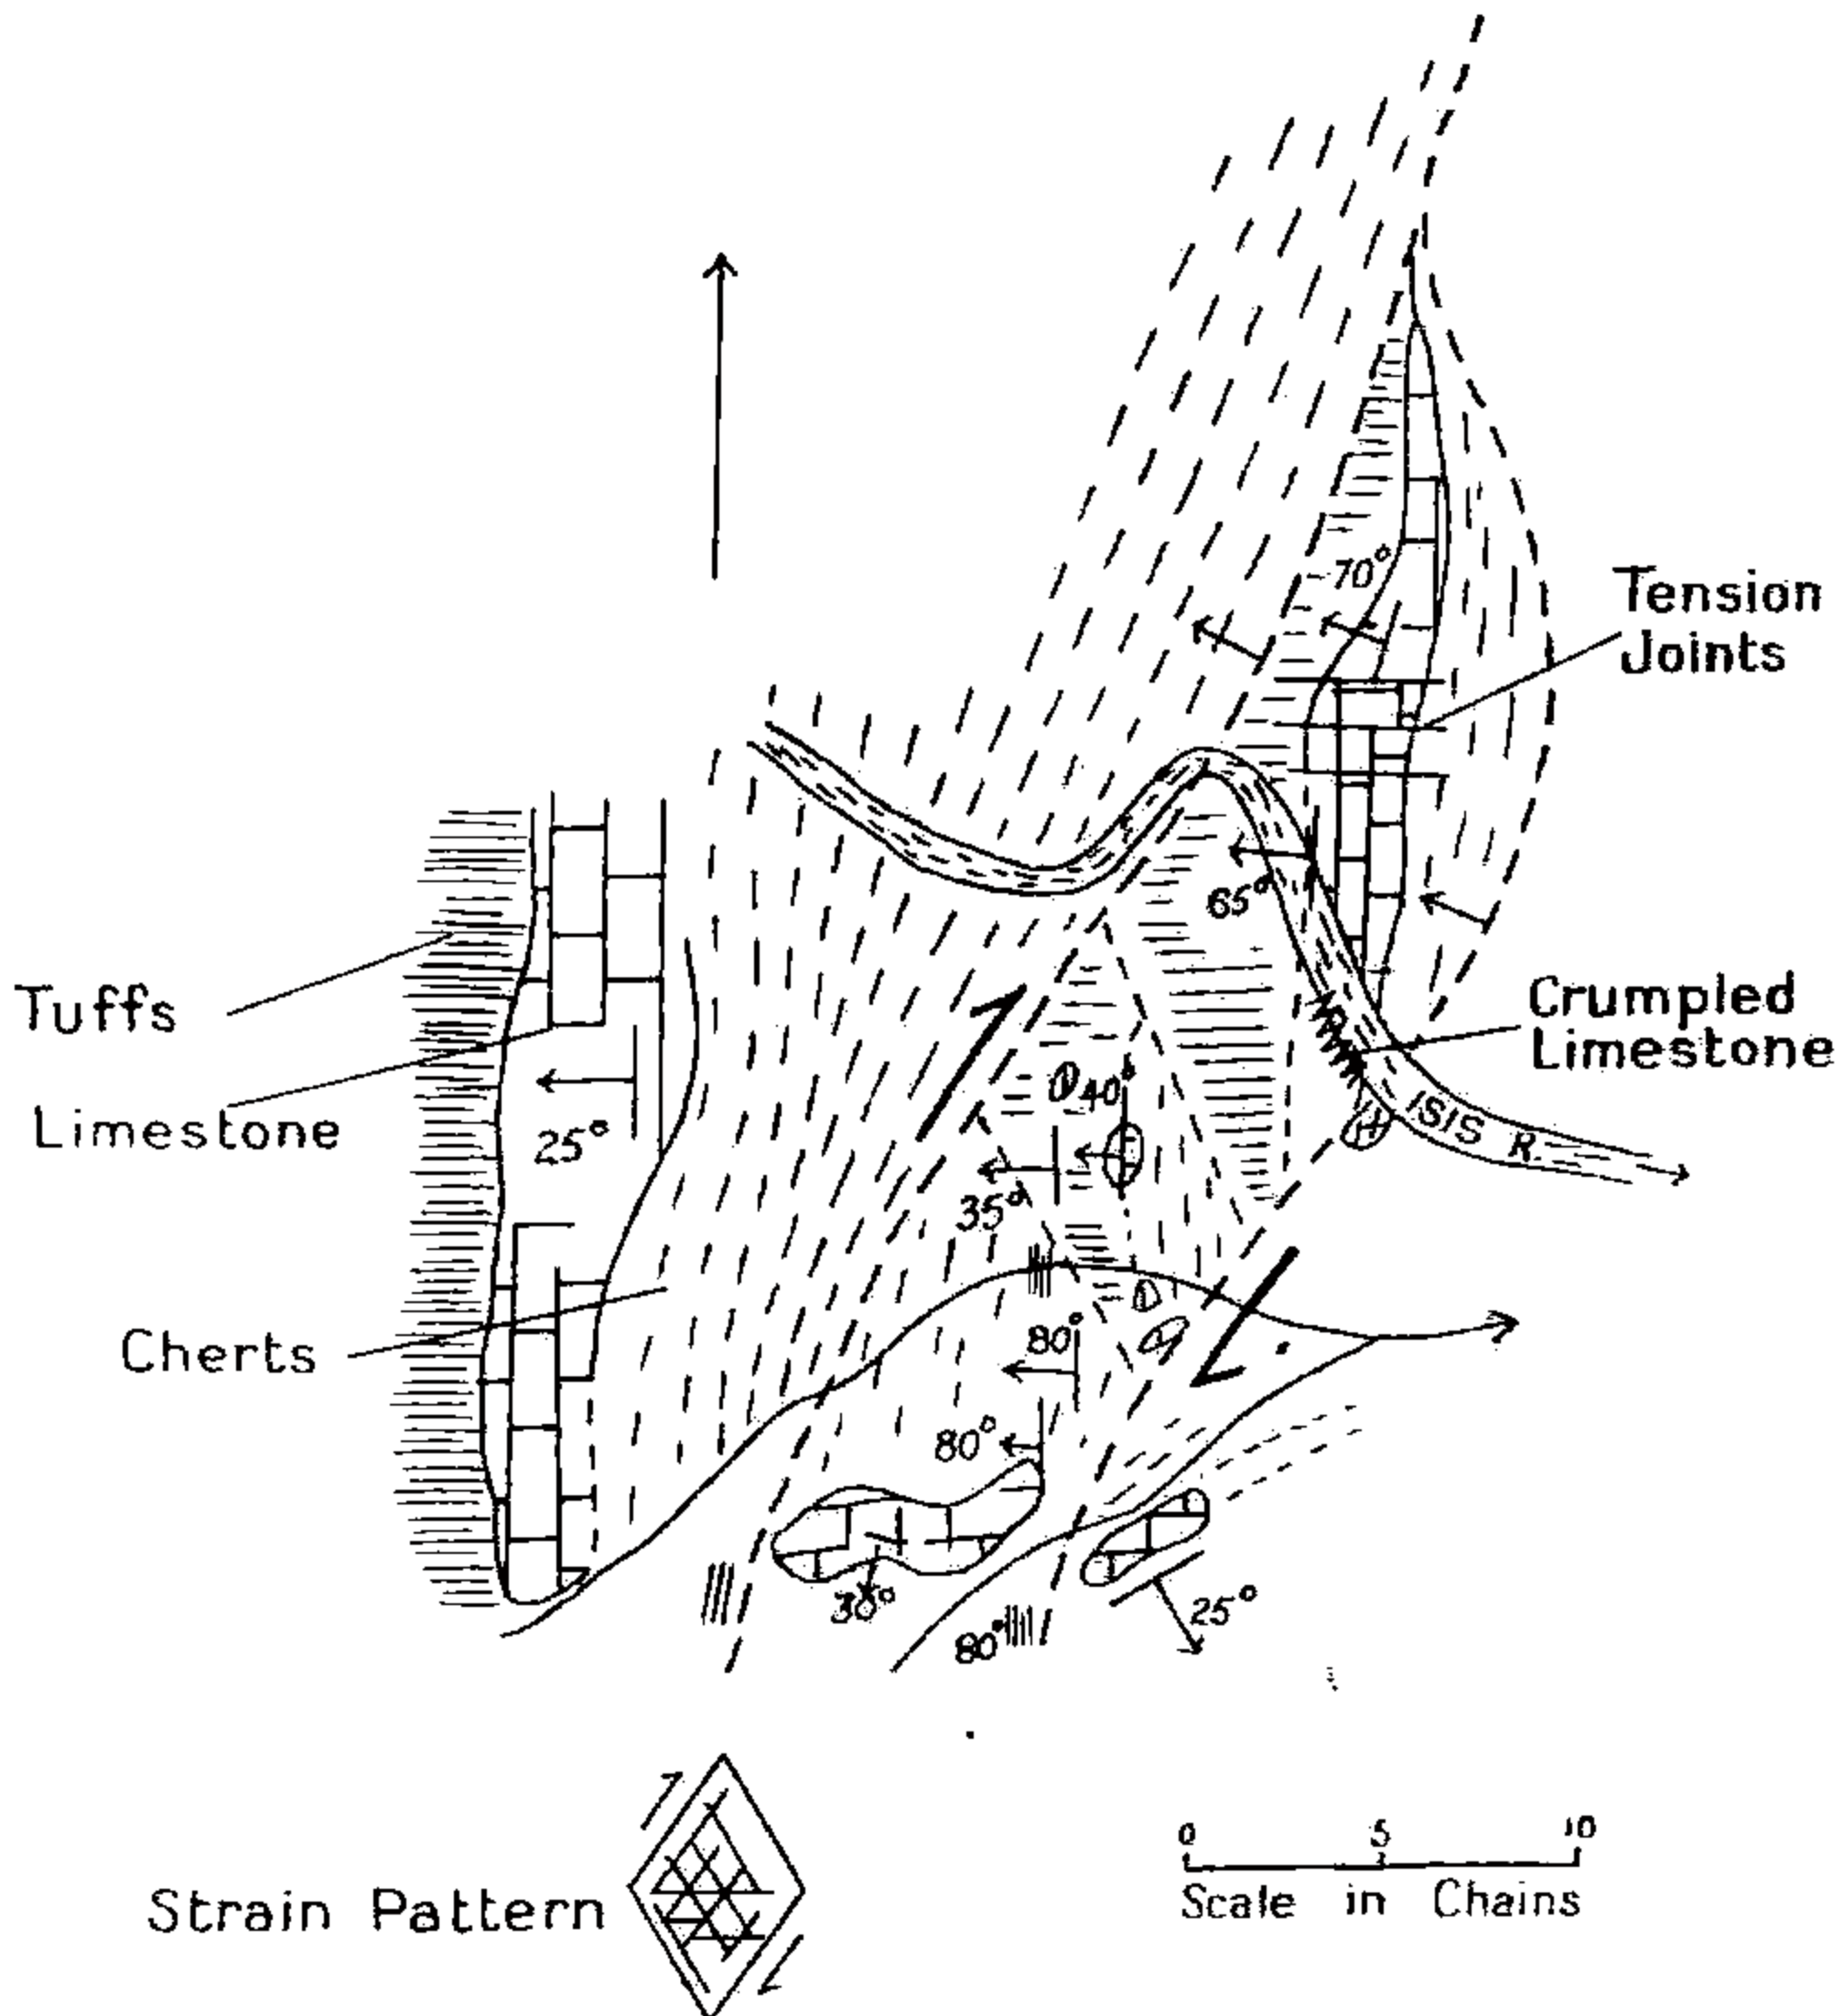 70°
Tension
Joints
65°
Tuffs
Crumpled
Limestone
40°
ISIS R.
Limestone
25°
35°
Cherts
80°
80°
30°
25°
80°
0 5 10
Scale in Chains
Strain Pattern